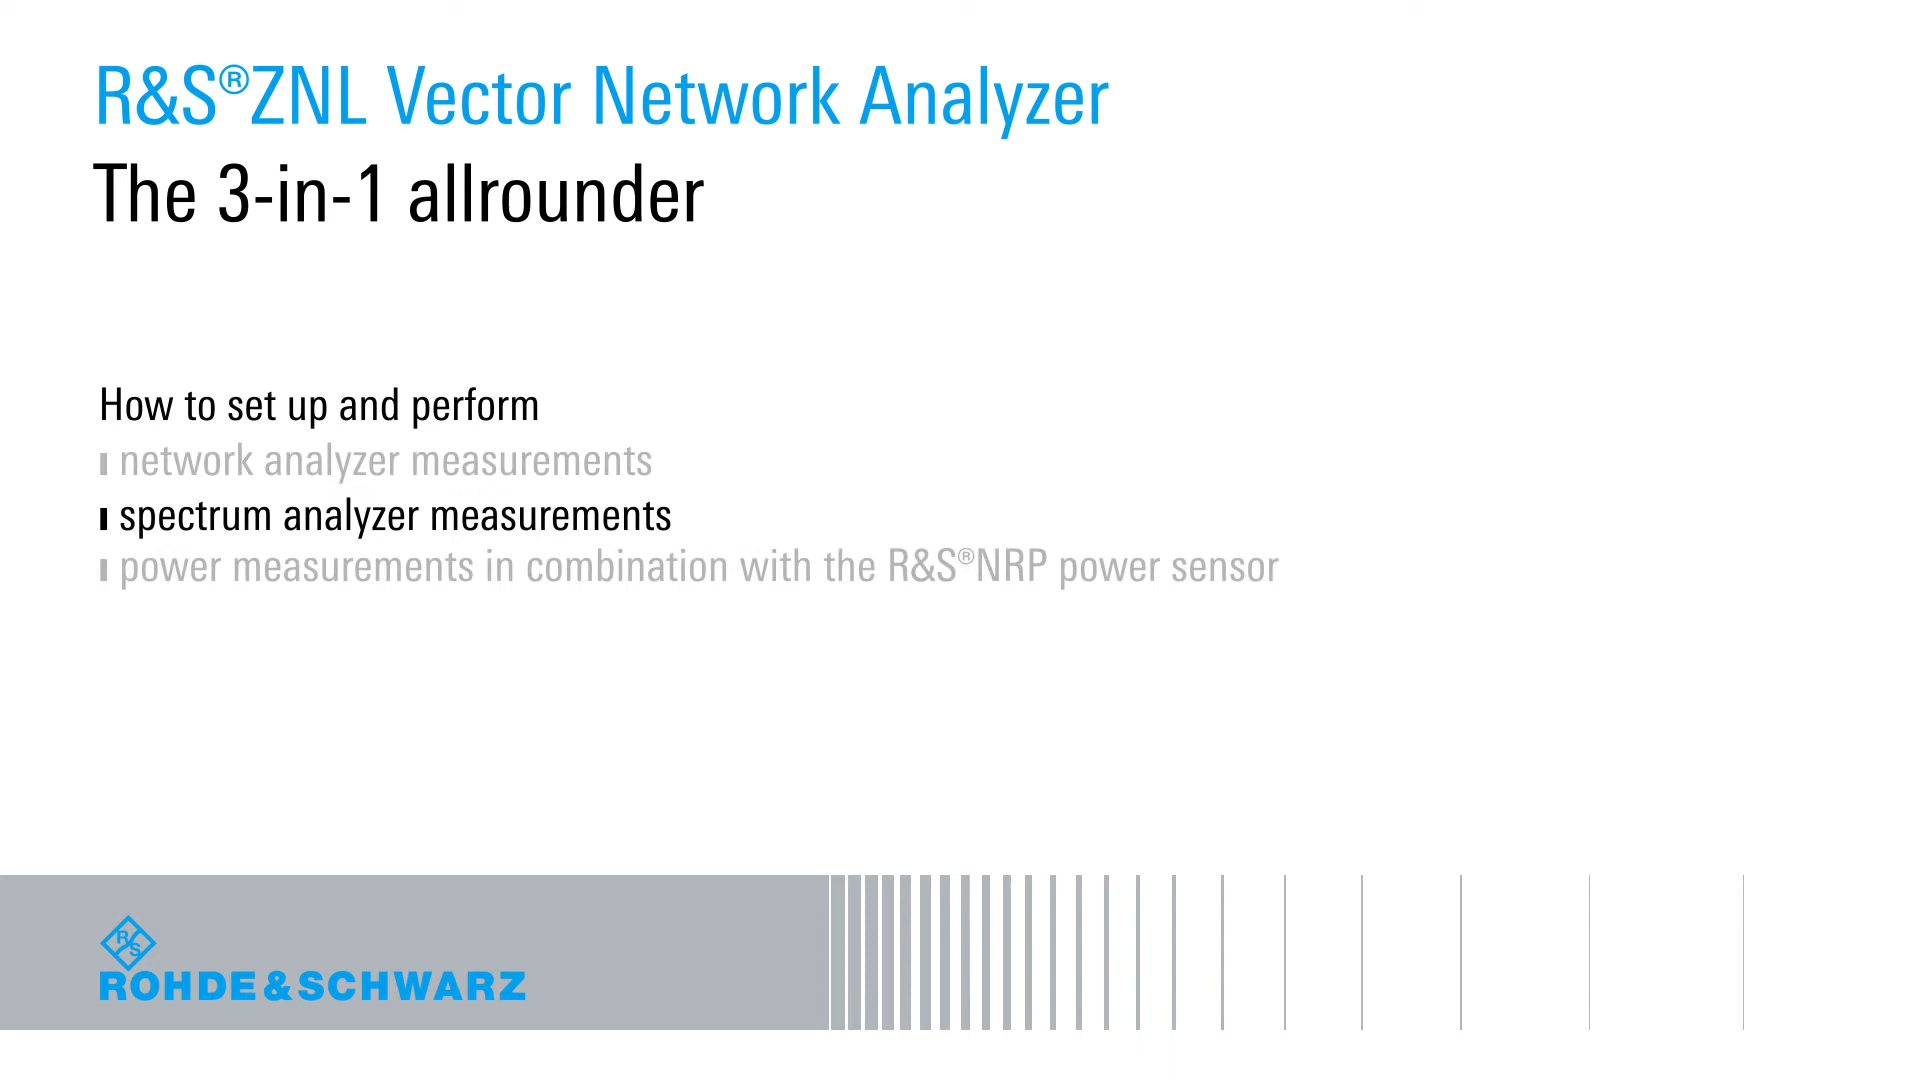 R&S®ZNL Vector Network Analyzer
The 3-in-1 allrounder
How to set up and perform
network analyzer measurements
spectrum analyzer measurements
power measurements in combination with the R&S®NRP power sensor
R S
ROHDE & SCHWARZ